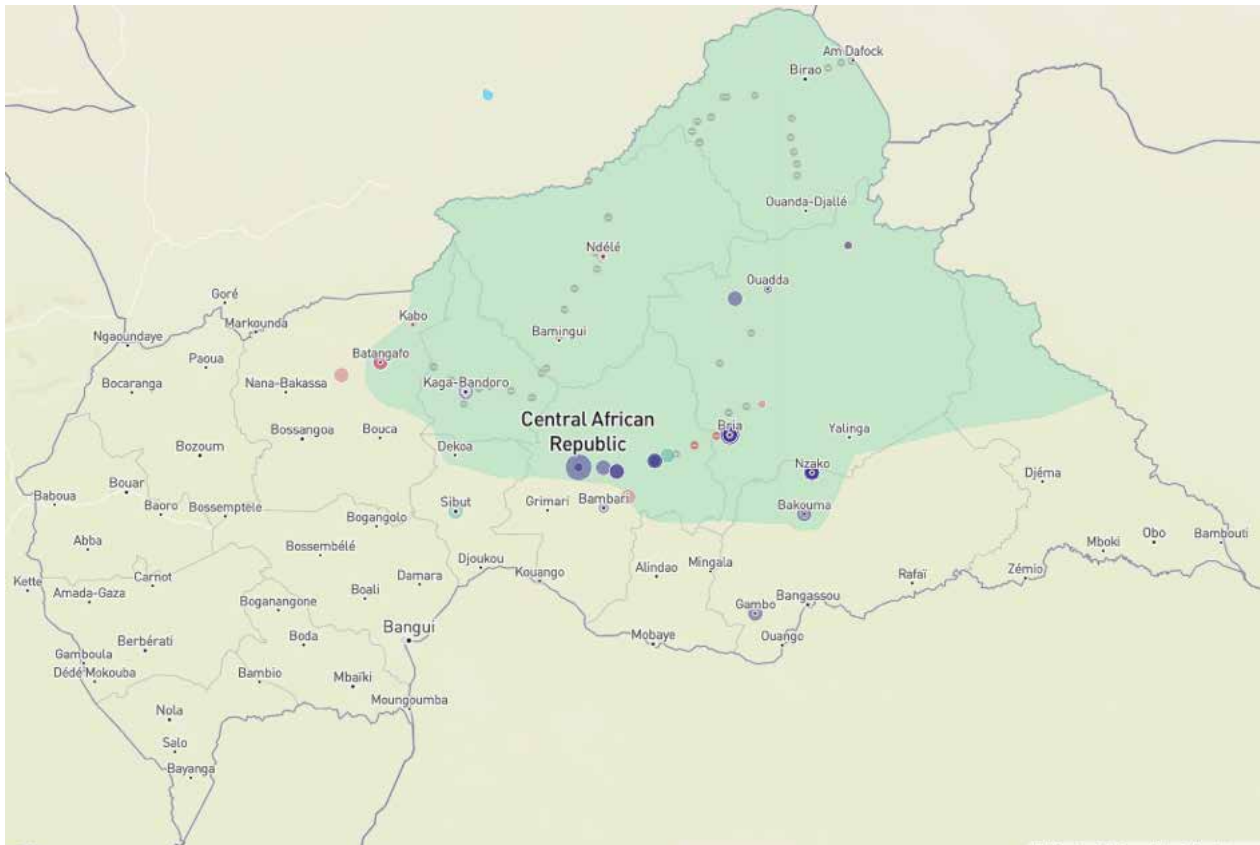 Am Dafock
Birao
Ouanda-Djallé
Ndélé
Ouadda
Goré
Kabo
Markounda
Ngaoundaye
Bamingui
Batangafo
Paoua
Kaga-Bandoro
Nana-Bakassa
Bocaranga
Central African
Republic
Bria
Yalinga
Bossangoa
Bouca
Dekoa
Bozoum
Nzako
Djéma
Bouar
Baboua
Sibut
Grimari
Bambari
Bakouma
Baoro
Bossemptele
Bogangolo
Abba
Bossembélé
Djoukou
Kouango
Alindao
Mingala
Mboki
Obo
Bambouti
Kette
Carnot
Amada-Gaza
Damara
Boali
Boganangone
Rafaï
Zémio
Gambo
Bangassou
Bangui
Boda
Berbérati
Mobaye
Ouango
Gamboula
Dédé Mokouba
Bambio
Mbaïki
Moungoumba
Nola
Salo
Bayanga